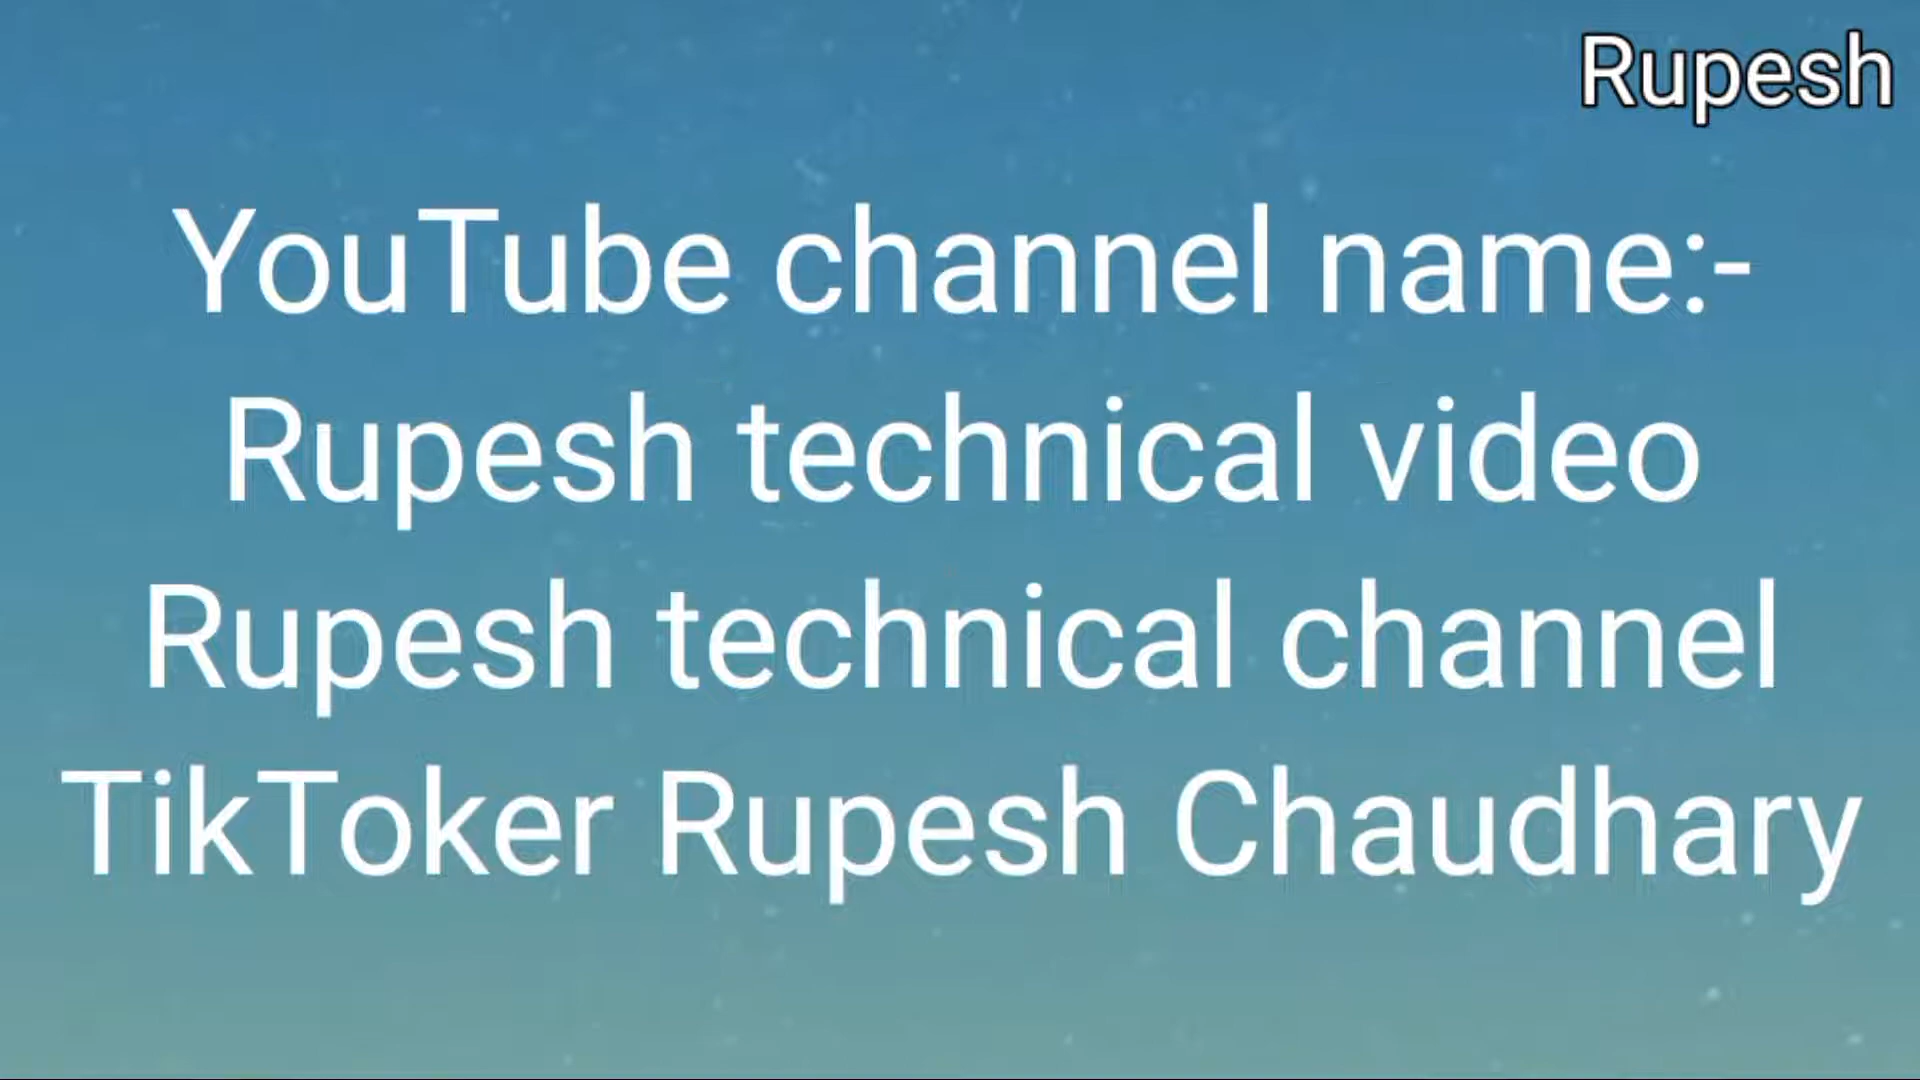 Rupesh
YouTube channel name:-
Rupesh technical video
Rupesh technical channel
TikToker Rupesh Chaudhary